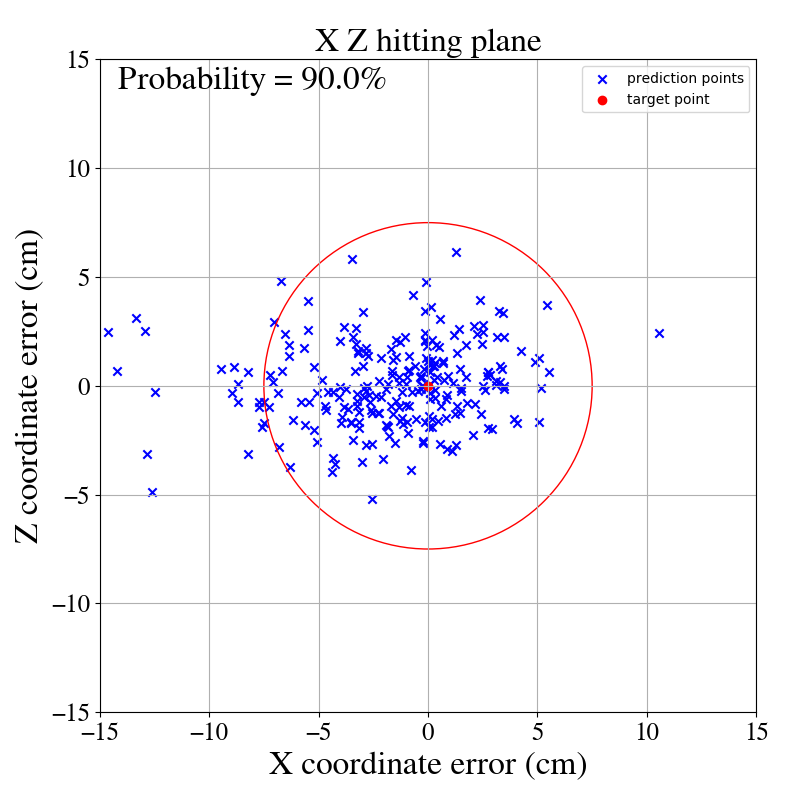 X Z hitting plane
Probability = 90.0%
prediction points
target point
15
10
5
0
−5
−10
−15
Z coordinate error (cm)
−15 −10 −5 0 5 10 15
X coordinate error (cm)